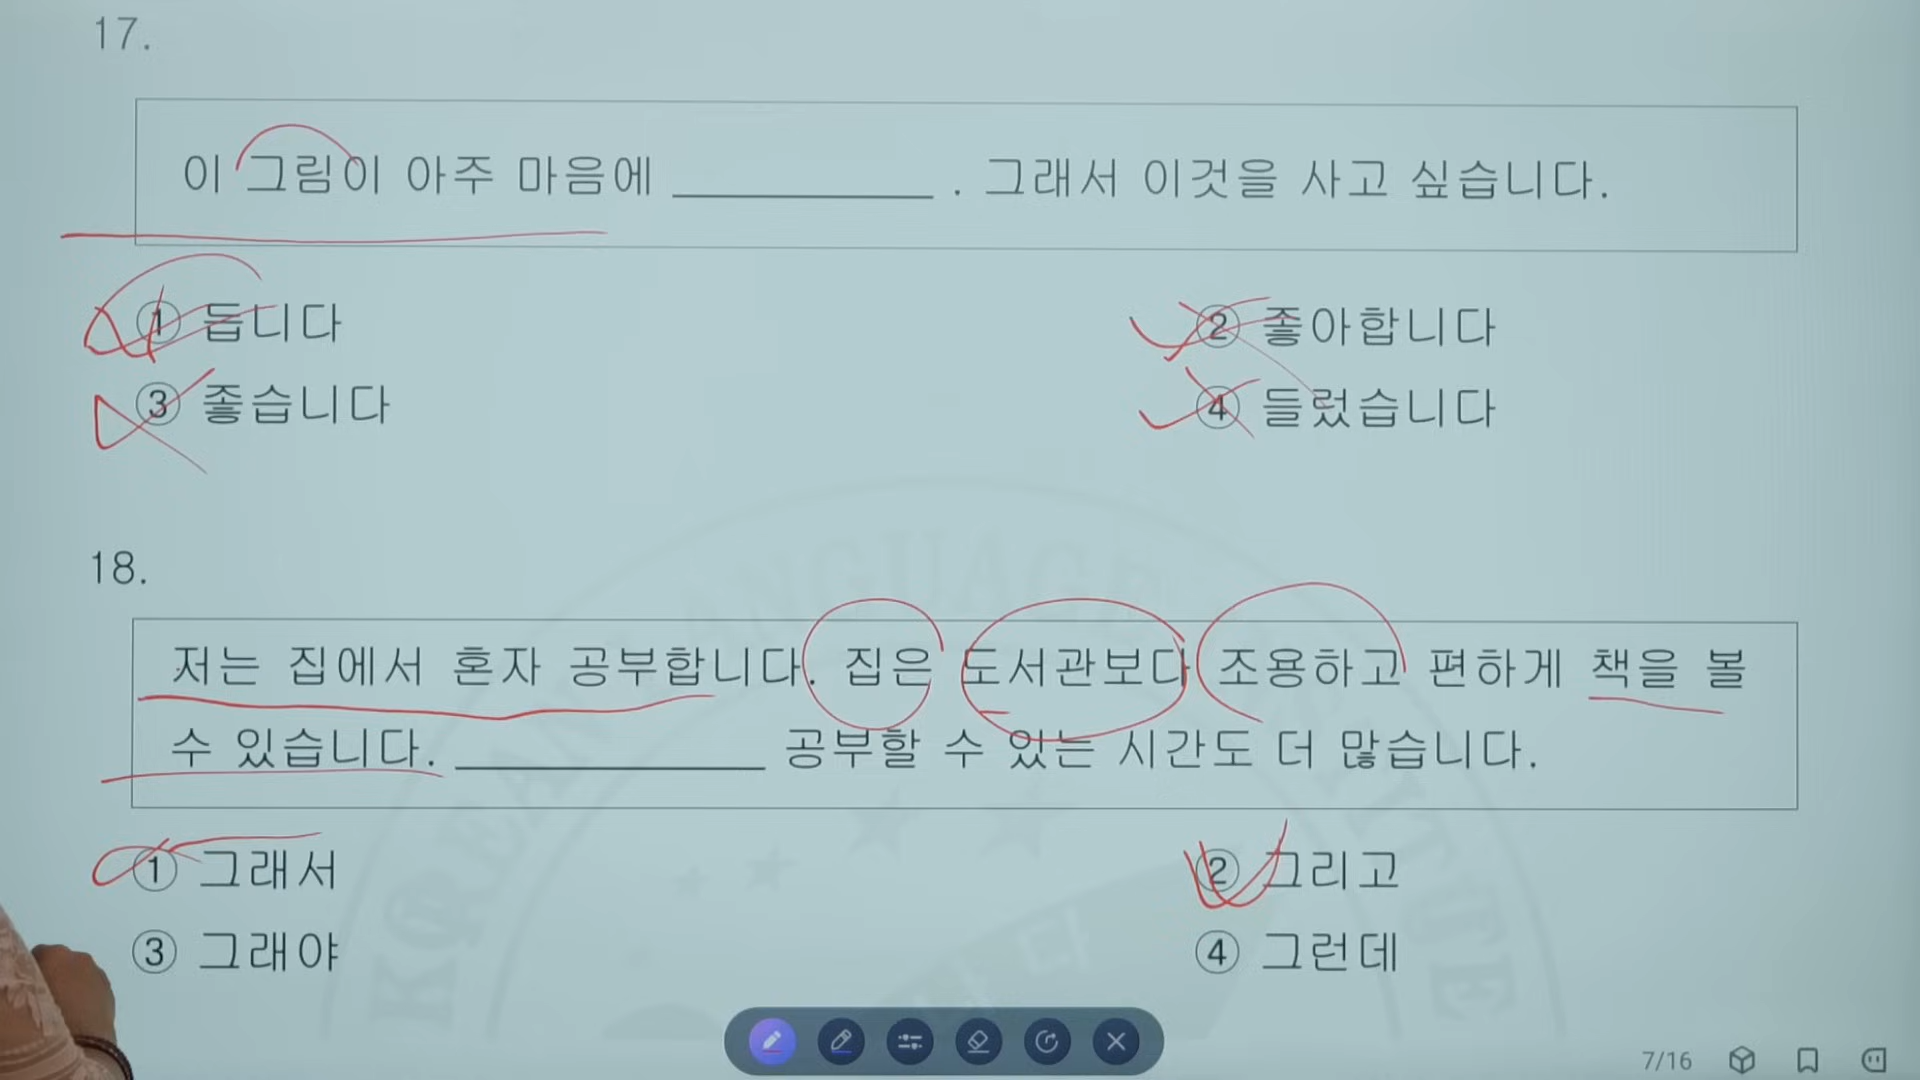 17.
이 그림이 아주 마음에 __________ . 그래서 이것을 사고 싶습니다.
① 듭니다
② 좋아합니다
③ 좋습니다
④ 들렀습니다
18.
저는 집에서 혼자 공부합니다. 집은 도서관보다 조용하고 편하게 책을 볼
수 있습니다. __________ 공부할 수 있는 시간도 더 많습니다.
① 그래서
② 그리고
③ 그래야
④ 그런데
7/16